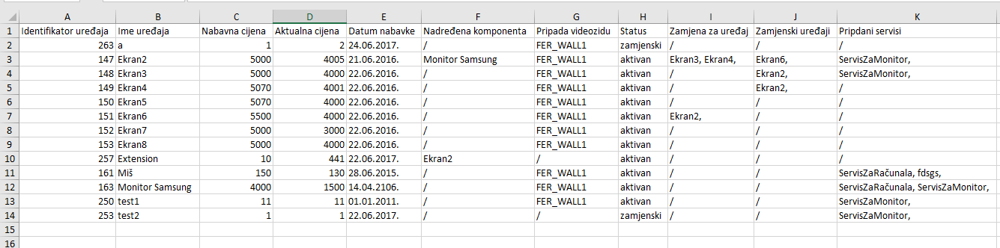 A B C D E F G H I J K
1 Identifikator uređaja Ime uređaja Nabavna cijena Aktualna cijena Datum nabavke Nadređena komponenta Pripada videozidu Status Zamjena za uređaj Zamjenski uređaji Pripdani servisi
2 263 a 1 2 24.06.2017. / FER_WALL1 zamjenski / / /
3 147 Ekran2 5000 4005 21.06.2016. Monitor Samsung FER_WALL1 aktivan Ekran3, Ekran4, Ekran6, ServisZaMonitor,
4 148 Ekran3 5000 4000 22.06.2016. / FER_WALL1 aktivan / Ekran2, ServisZaMonitor,
5 149 Ekran4 5070 4001 22.06.2016. / FER_WALL1 aktivan / Ekran2, /
6 150 Ekran5 5070 4000 22.06.2016. / FER_WALL1 aktivan / / /
7 151 Ekran6 5500 4000 22.06.2016. / FER_WALL1 aktivan Ekran2, / /
8 152 Ekran7 5000 3000 22.06.2016. / FER_WALL1 aktivan / / /
9 153 Ekran8 5000 4000 22.06.2016. / FER_WALL1 aktivan / / /
10 257 Extension 10 441 22.06.2017. Ekran2 / aktivan / / /
11 161 Miš 150 130 28.06.2015. / FER_WALL1 aktivan / / ServisZaRačunala, fdsgs,
12 163 Monitor Samsung 4000 1500 14.04.2106. / FER_WALL1 aktivan / / ServisZaRačunala, ServisZaMonitor,
13 250 test1 11 11 01.01.2011. / FER_WALL1 aktivan / / ServisZaMonitor,
14 253 test2 1 1 22.06.2017. / / zamjenski / / ServisZaMonitor,
15
16